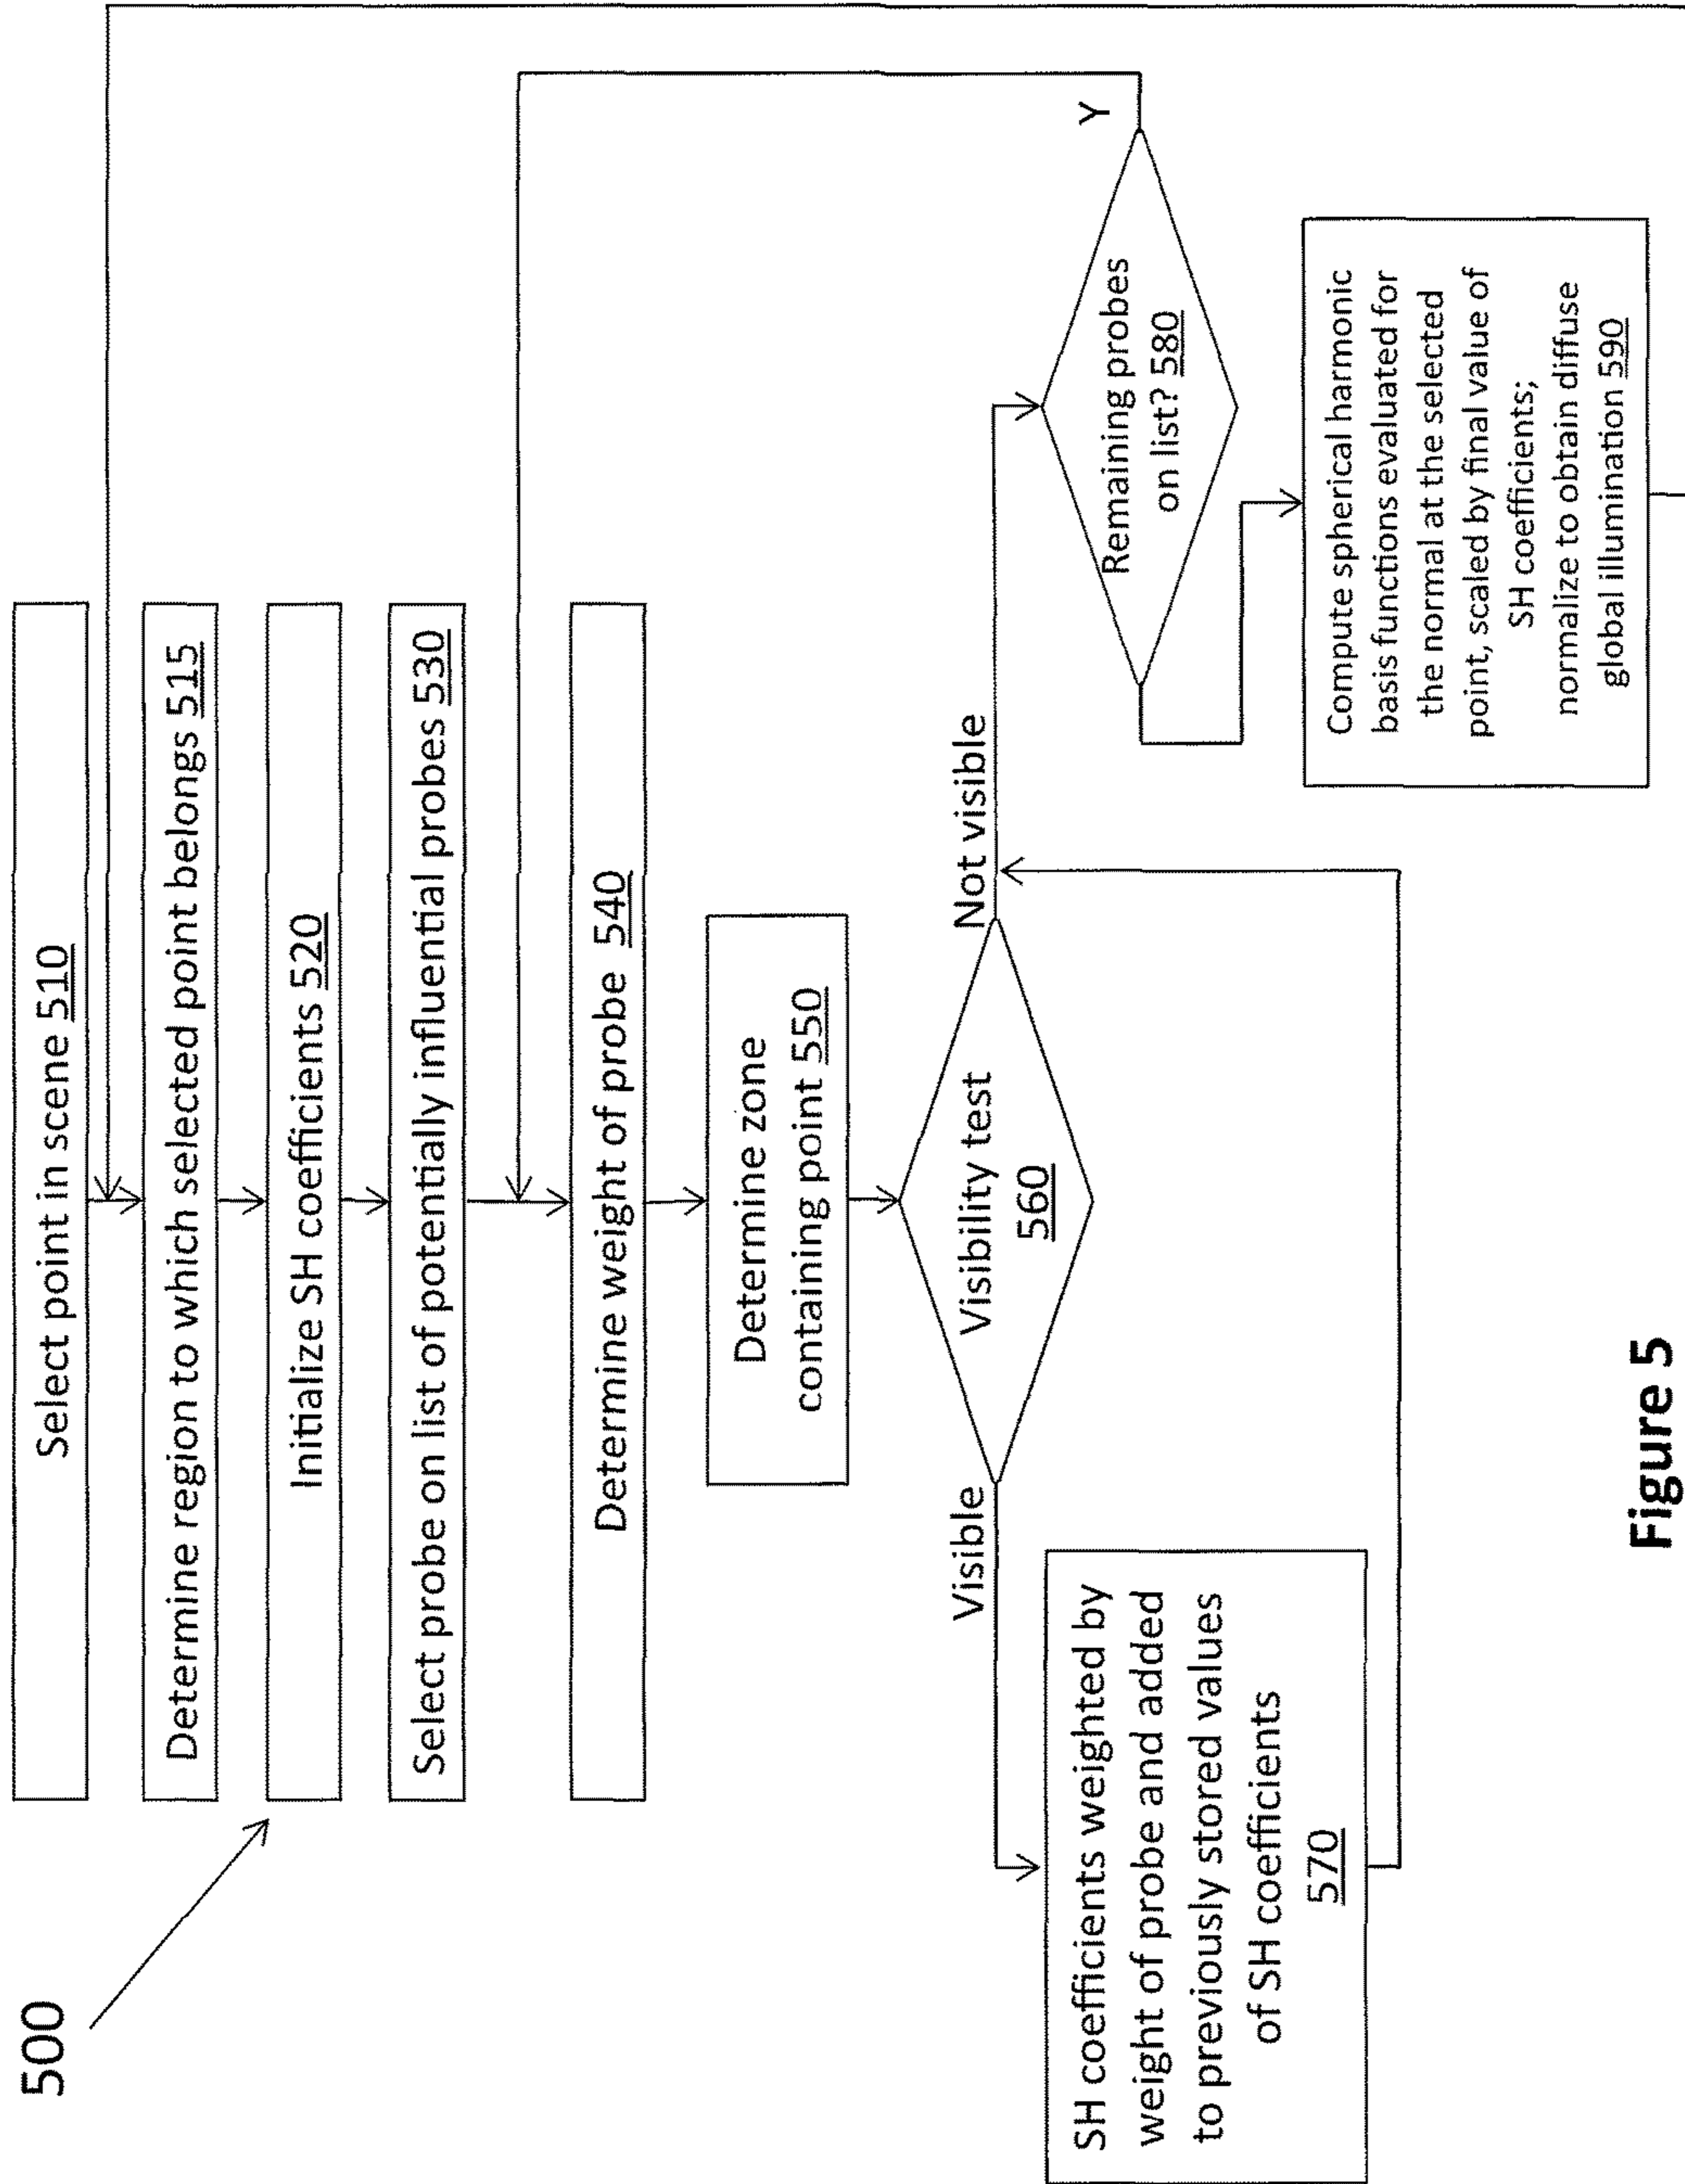 500
Select point in scene 510
Determine region to which selected point belongs 515
Initialize SH coefficients 520
Select probe on list of potentially influential probes 530
Determine weight of probe 540
Determine zone
containing point 550
Visibility test
560
Visible
Not visible
SH coefficients weighted by
weight of probe and added
to previously stored values
of SH coefficients
570
Remaining probes
on list? 580
Y
Compute spherical harmonic
basis functions evaluated for
the normal at the selected
point, scaled by final value of
SH coefficients;
normalize to obtain diffuse
global illumination 590
Figure 5